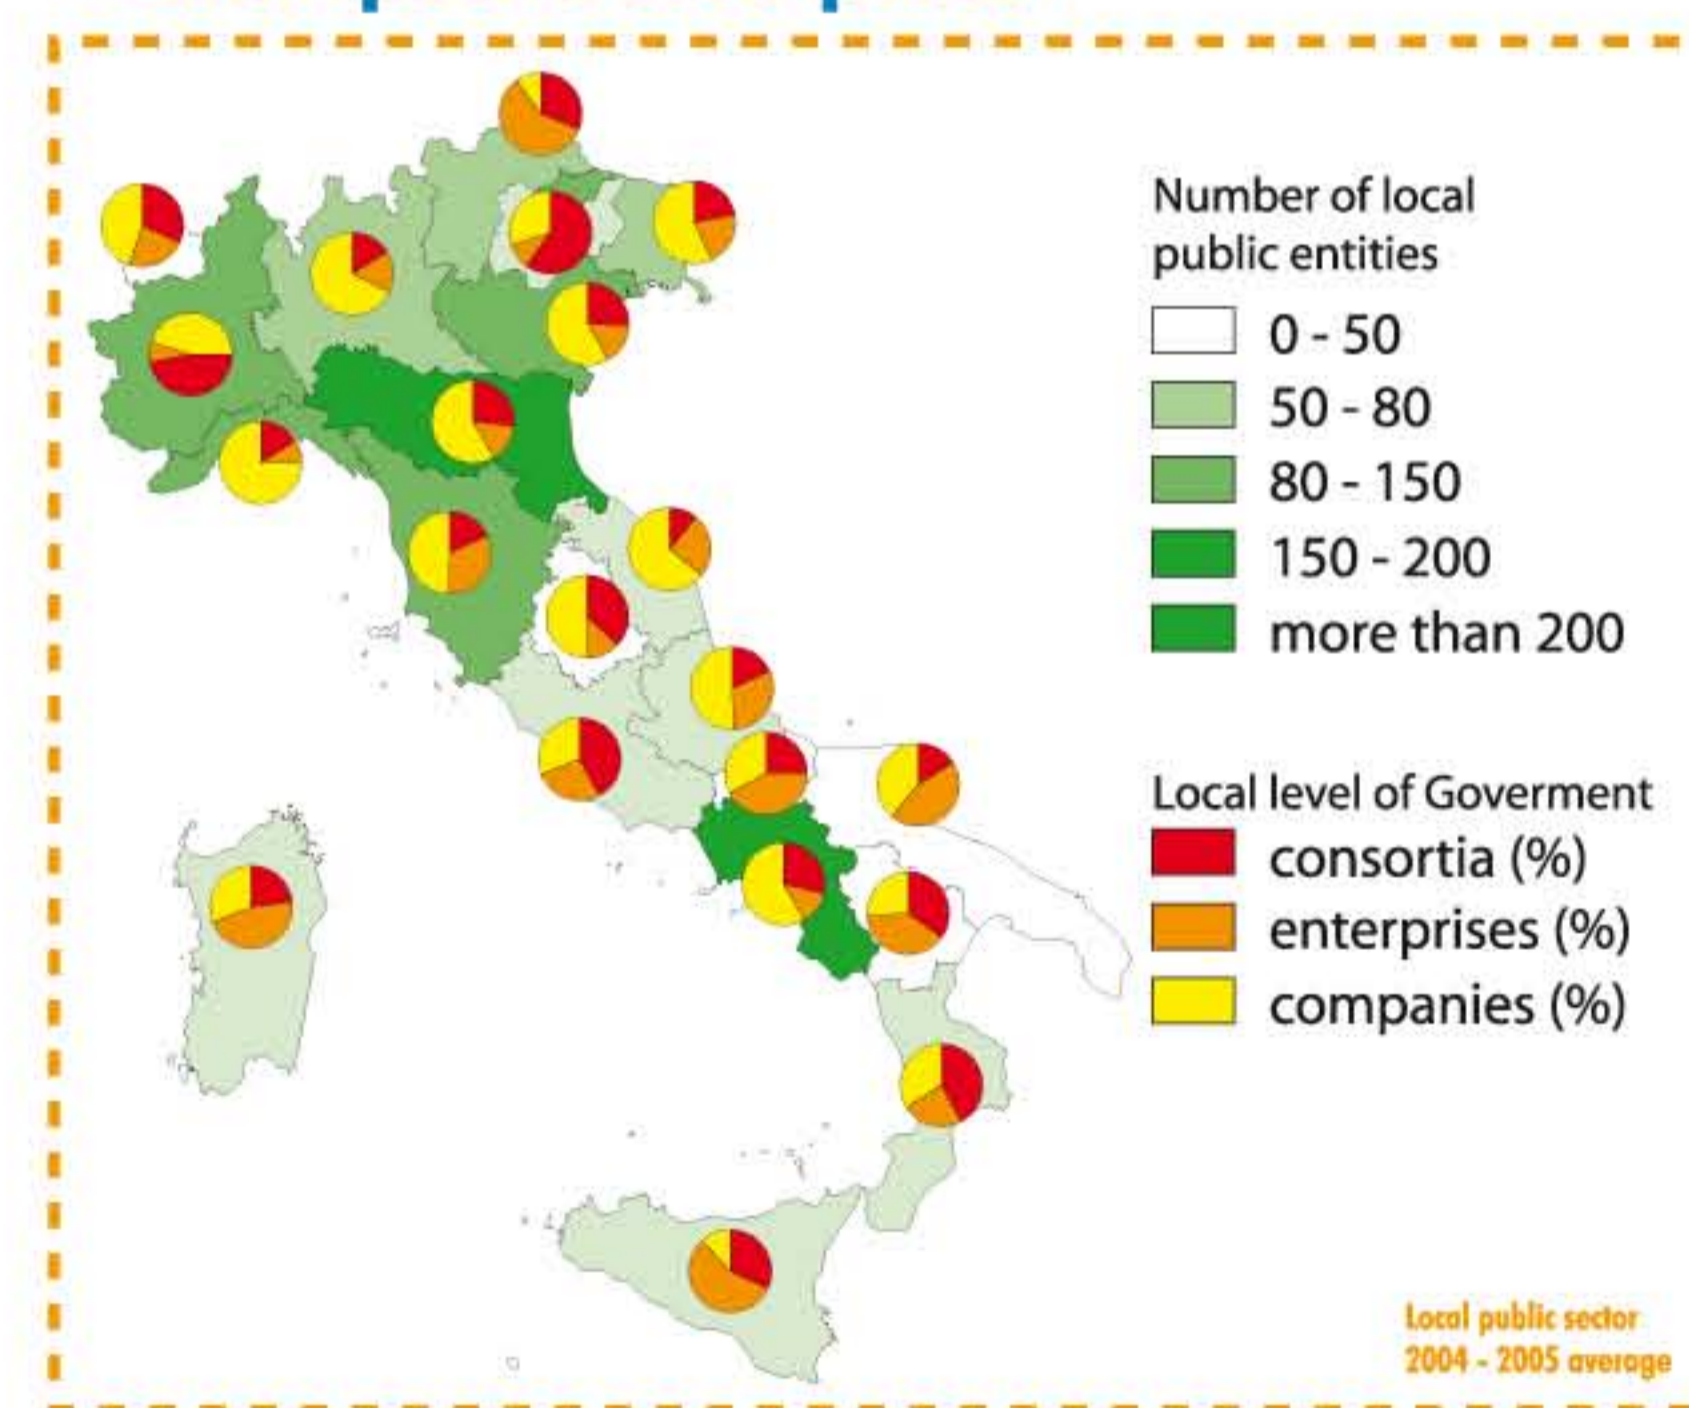 Number of local
public entities
0 - 50
50 - 80
80 - 150
150 - 200
more than 200
Local level of Goverment
consortia (%)
enterprises (%)
companies (%)
Local public sector
2004 - 2005 average